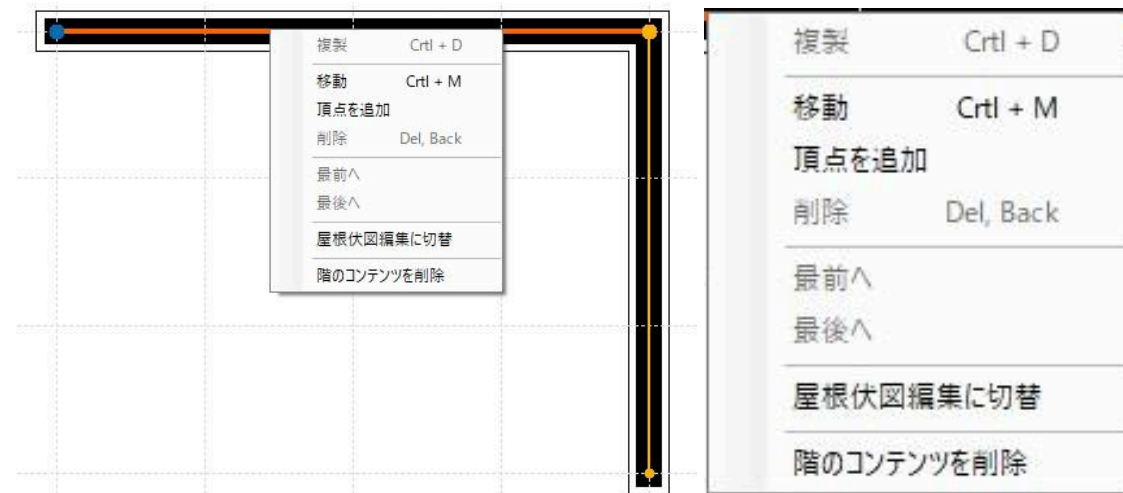 複製 Crtl + D
移動 Crtl + M
頂点を追加
削除 Del, Back
最前へ
最後へ
屋根伏図編集に切替
階のコンテンツを削除
複製 Crtl + D
移動 Crtl + M
頂点を追加
削除 Del, Back
最前へ
最後へ
屋根伏図編集に切替
階のコンテンツを削除